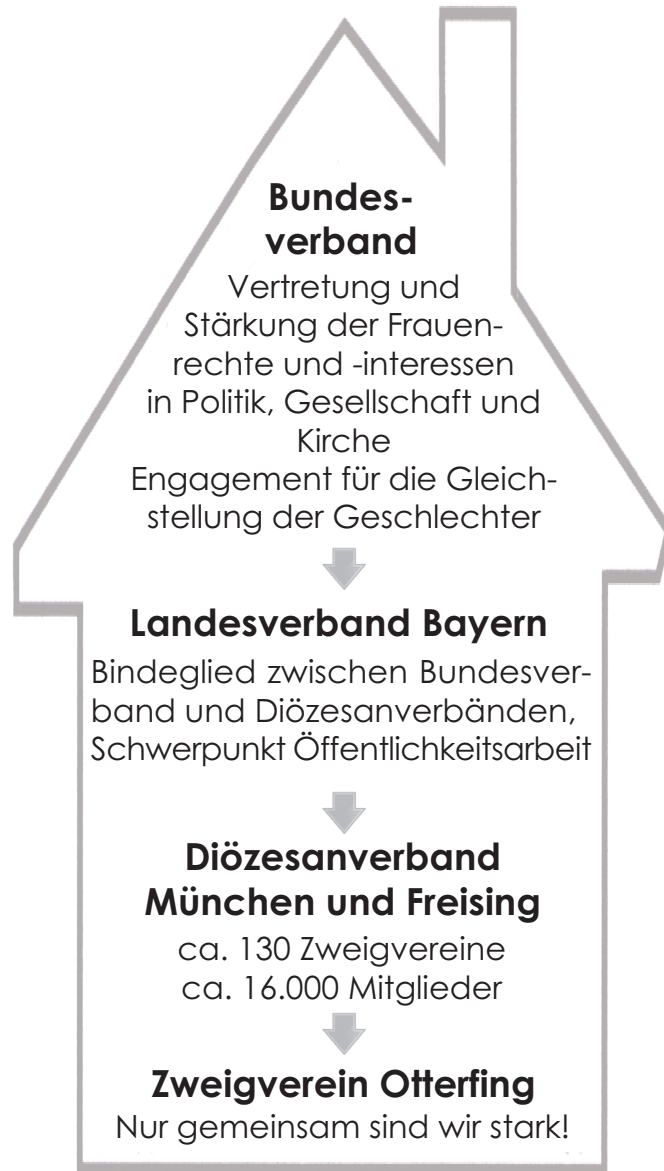 Bundes-
verband
Vertretung und
Stärkung der Frauen-
rechte und -interessen
in Politik, Gesellschaft und
Kirche
Engagement für die Gleich-
stellung der Geschlechter
Landesverband Bayern
Bindeglied zwischen Bundesver-
band und Diözesanverbänden,
Schwerpunkt Öffentlichkeitsarbeit
Diözesanverband
München und Freising
ca. 130 Zweigvereine
ca. 16.000 Mitglieder
Zweigverein Otterfing
Nur gemeinsam sind wir stark!